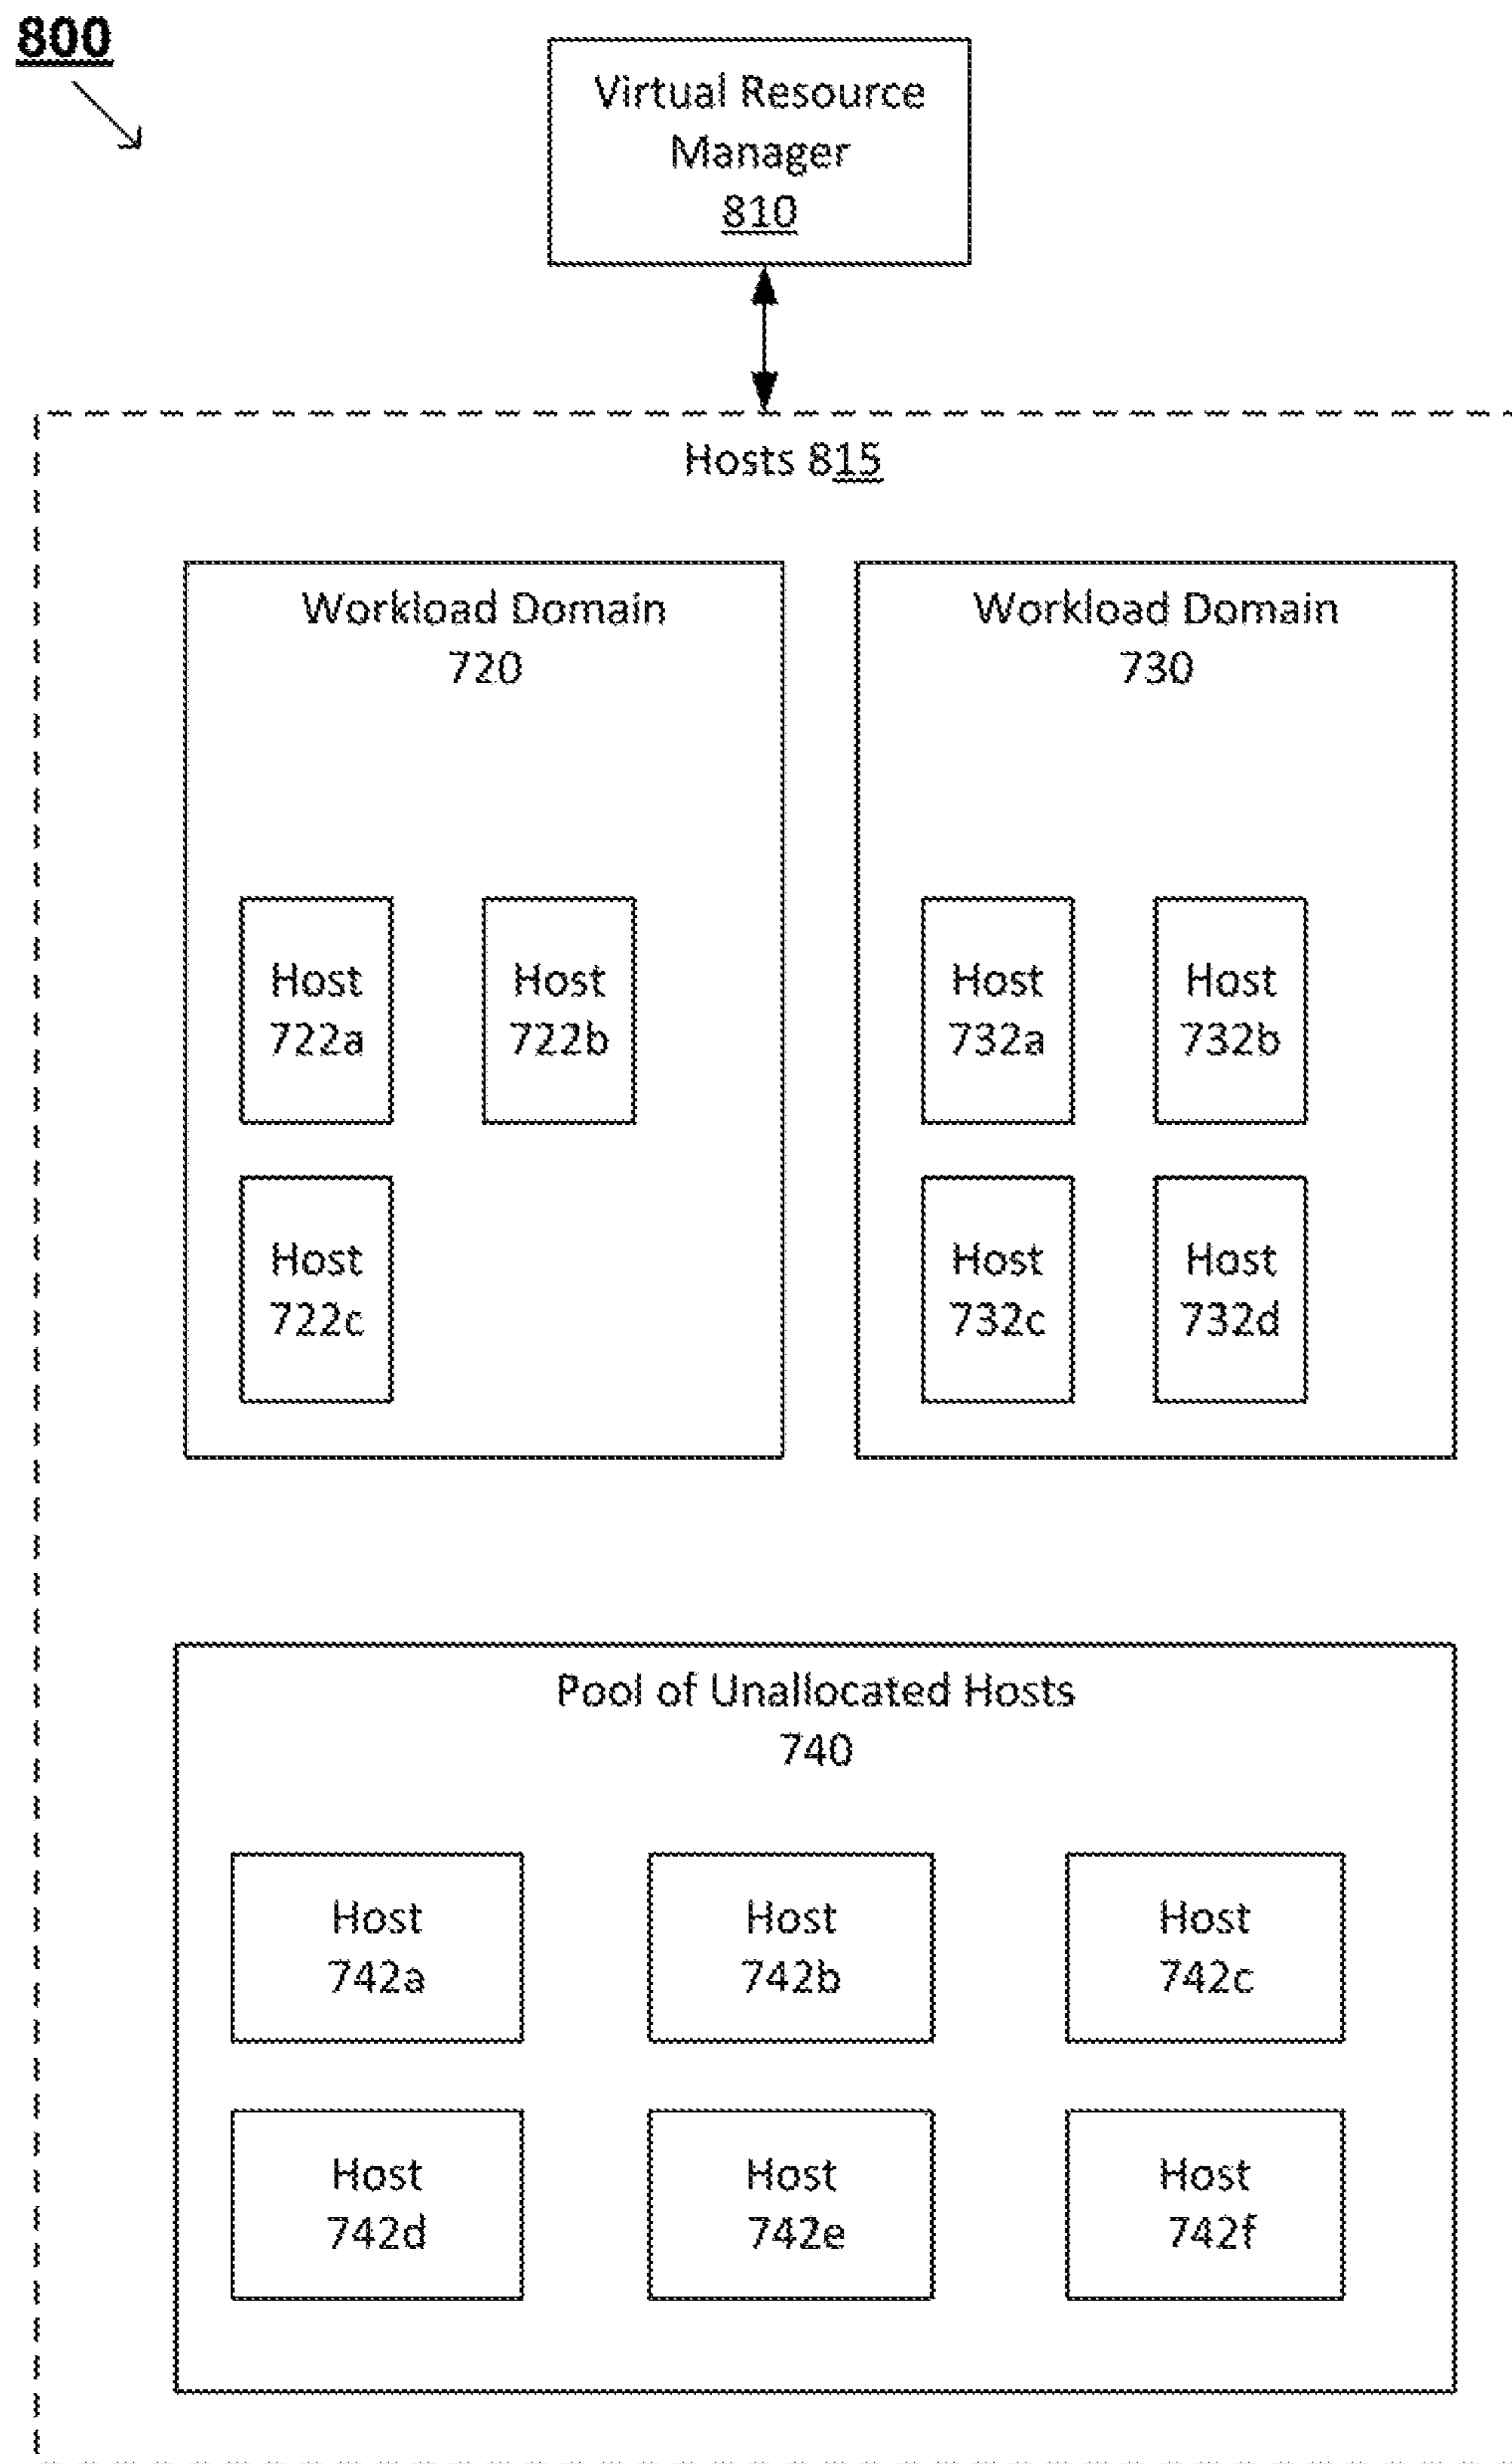 800
Virtual Resource
Manager
810
Hosts 815
Workload Domain
720
Workload Domain
730
Host
722a
Host
722b
Host
732a
Host
732b
Host
722c
Host
732c
Host
732d
Pool of Unallocated Hosts
740
Host
742a
Host
742b
Host
742c
Host
742d
Host
742e
Host
742f